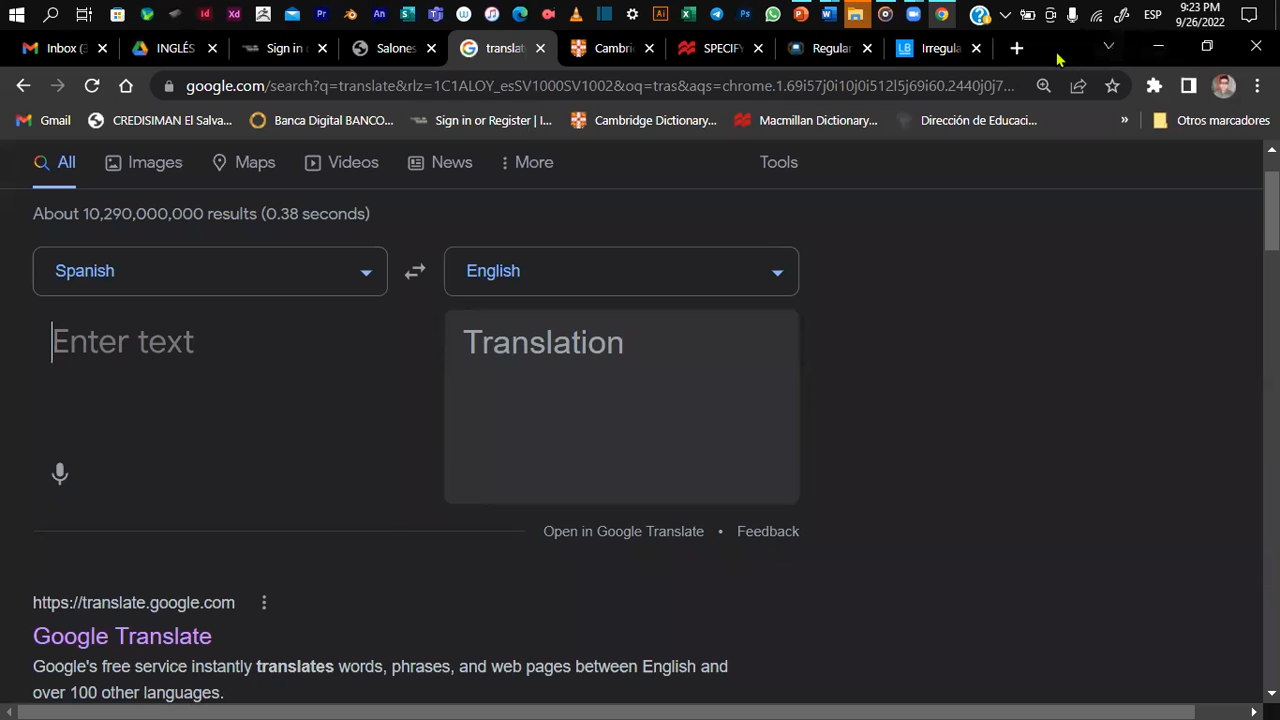 9:23 PM
ESP
9/26/2022
Inbox (3
INGLÉS
Sign in
Salones
translat
Cambri
SPECIFY
Regular
Irregula
google.com/search?q=translate&rlz=1C1ALOY_esSV1000SV1002&oq=tras&aqs=chrome.1.69i57j0i10j0i512l5j69i60.2440j0j7...
Gmail
CREDISIMAN El Salva...
Banca Digital BANCO...
Sign in or Register | I...
Cambridge Dictionary...
Macmillan Dictionary...
Dirección de Educaci...
»
Otros marcadores
All
Images
Maps
Videos
News
More
Tools
About 10,290,000,000 results (0.38 seconds)
Spanish
English
Enter text
Translation
Open in Google Translate • Feedback
https://translate.google.com
Google Translate
Google's free service instantly translates words, phrases, and web pages between English and
over 100 other languages.